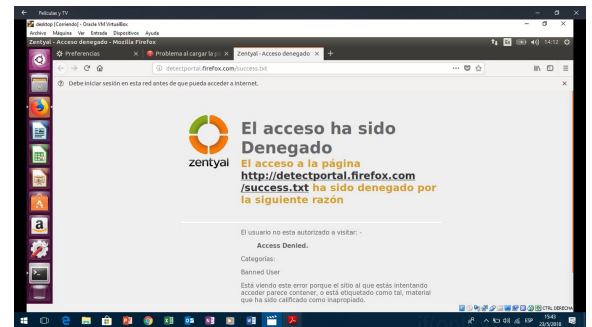 Películas y TV
desktop [Corriendo] - Oracle VM VirtualBox
Archivo Máquina Ver Entrada Dispositivos Ayuda
Zentyal - Acceso denegado - Mozilla Firefox
14:12
Preferencias
Problema al cargar la pá
Zentyal - Acceso denegado
detectportal.firefox.com/success.txt
Debe iniciar sesión en esta red antes de que pueda acceder a Internet.
zentyal
El acceso ha sido
Denegado
El acceso a la página
http://detectportal.firefox.com
/success.txt ha sido denegado por
la siguiente razón
El usuario no esta autorizado a visitar: -
Access Denied.
Categorías:
Banned User
Está viendo este error porque el sitio al que estás intentando
acceder parece contener, o está etiquetado como tal, material
que ha sido calificado como inapropiado.
CTRL DERECHA
ESP
15:43
23/5/2018